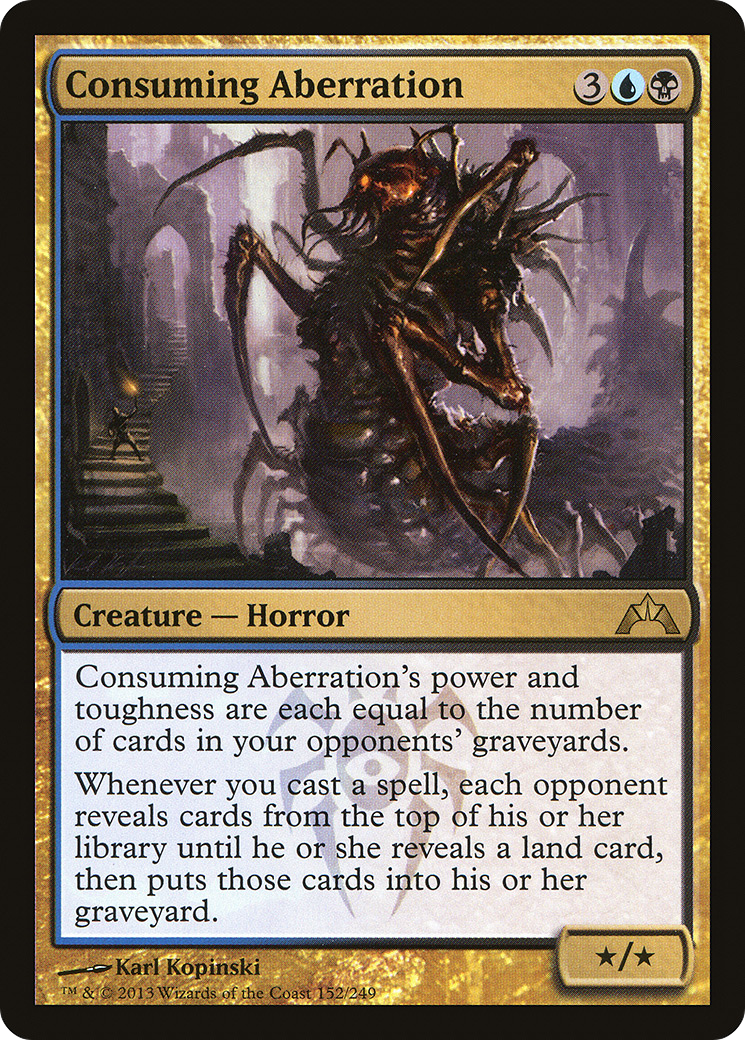 Consuming Aberration 3
Creature — Horror
Consuming Aberration's power and
toughness are each equal to the number
of cards in your opponents' graveyards.
Whenever you cast a spell, each opponent
reveals cards from the top of his or her
library until he or she reveals a land card,
then puts those cards into his or her
graveyard.
★/★
Karl Kopinski
™ & © 2013 Wizards of the Coast 152/249